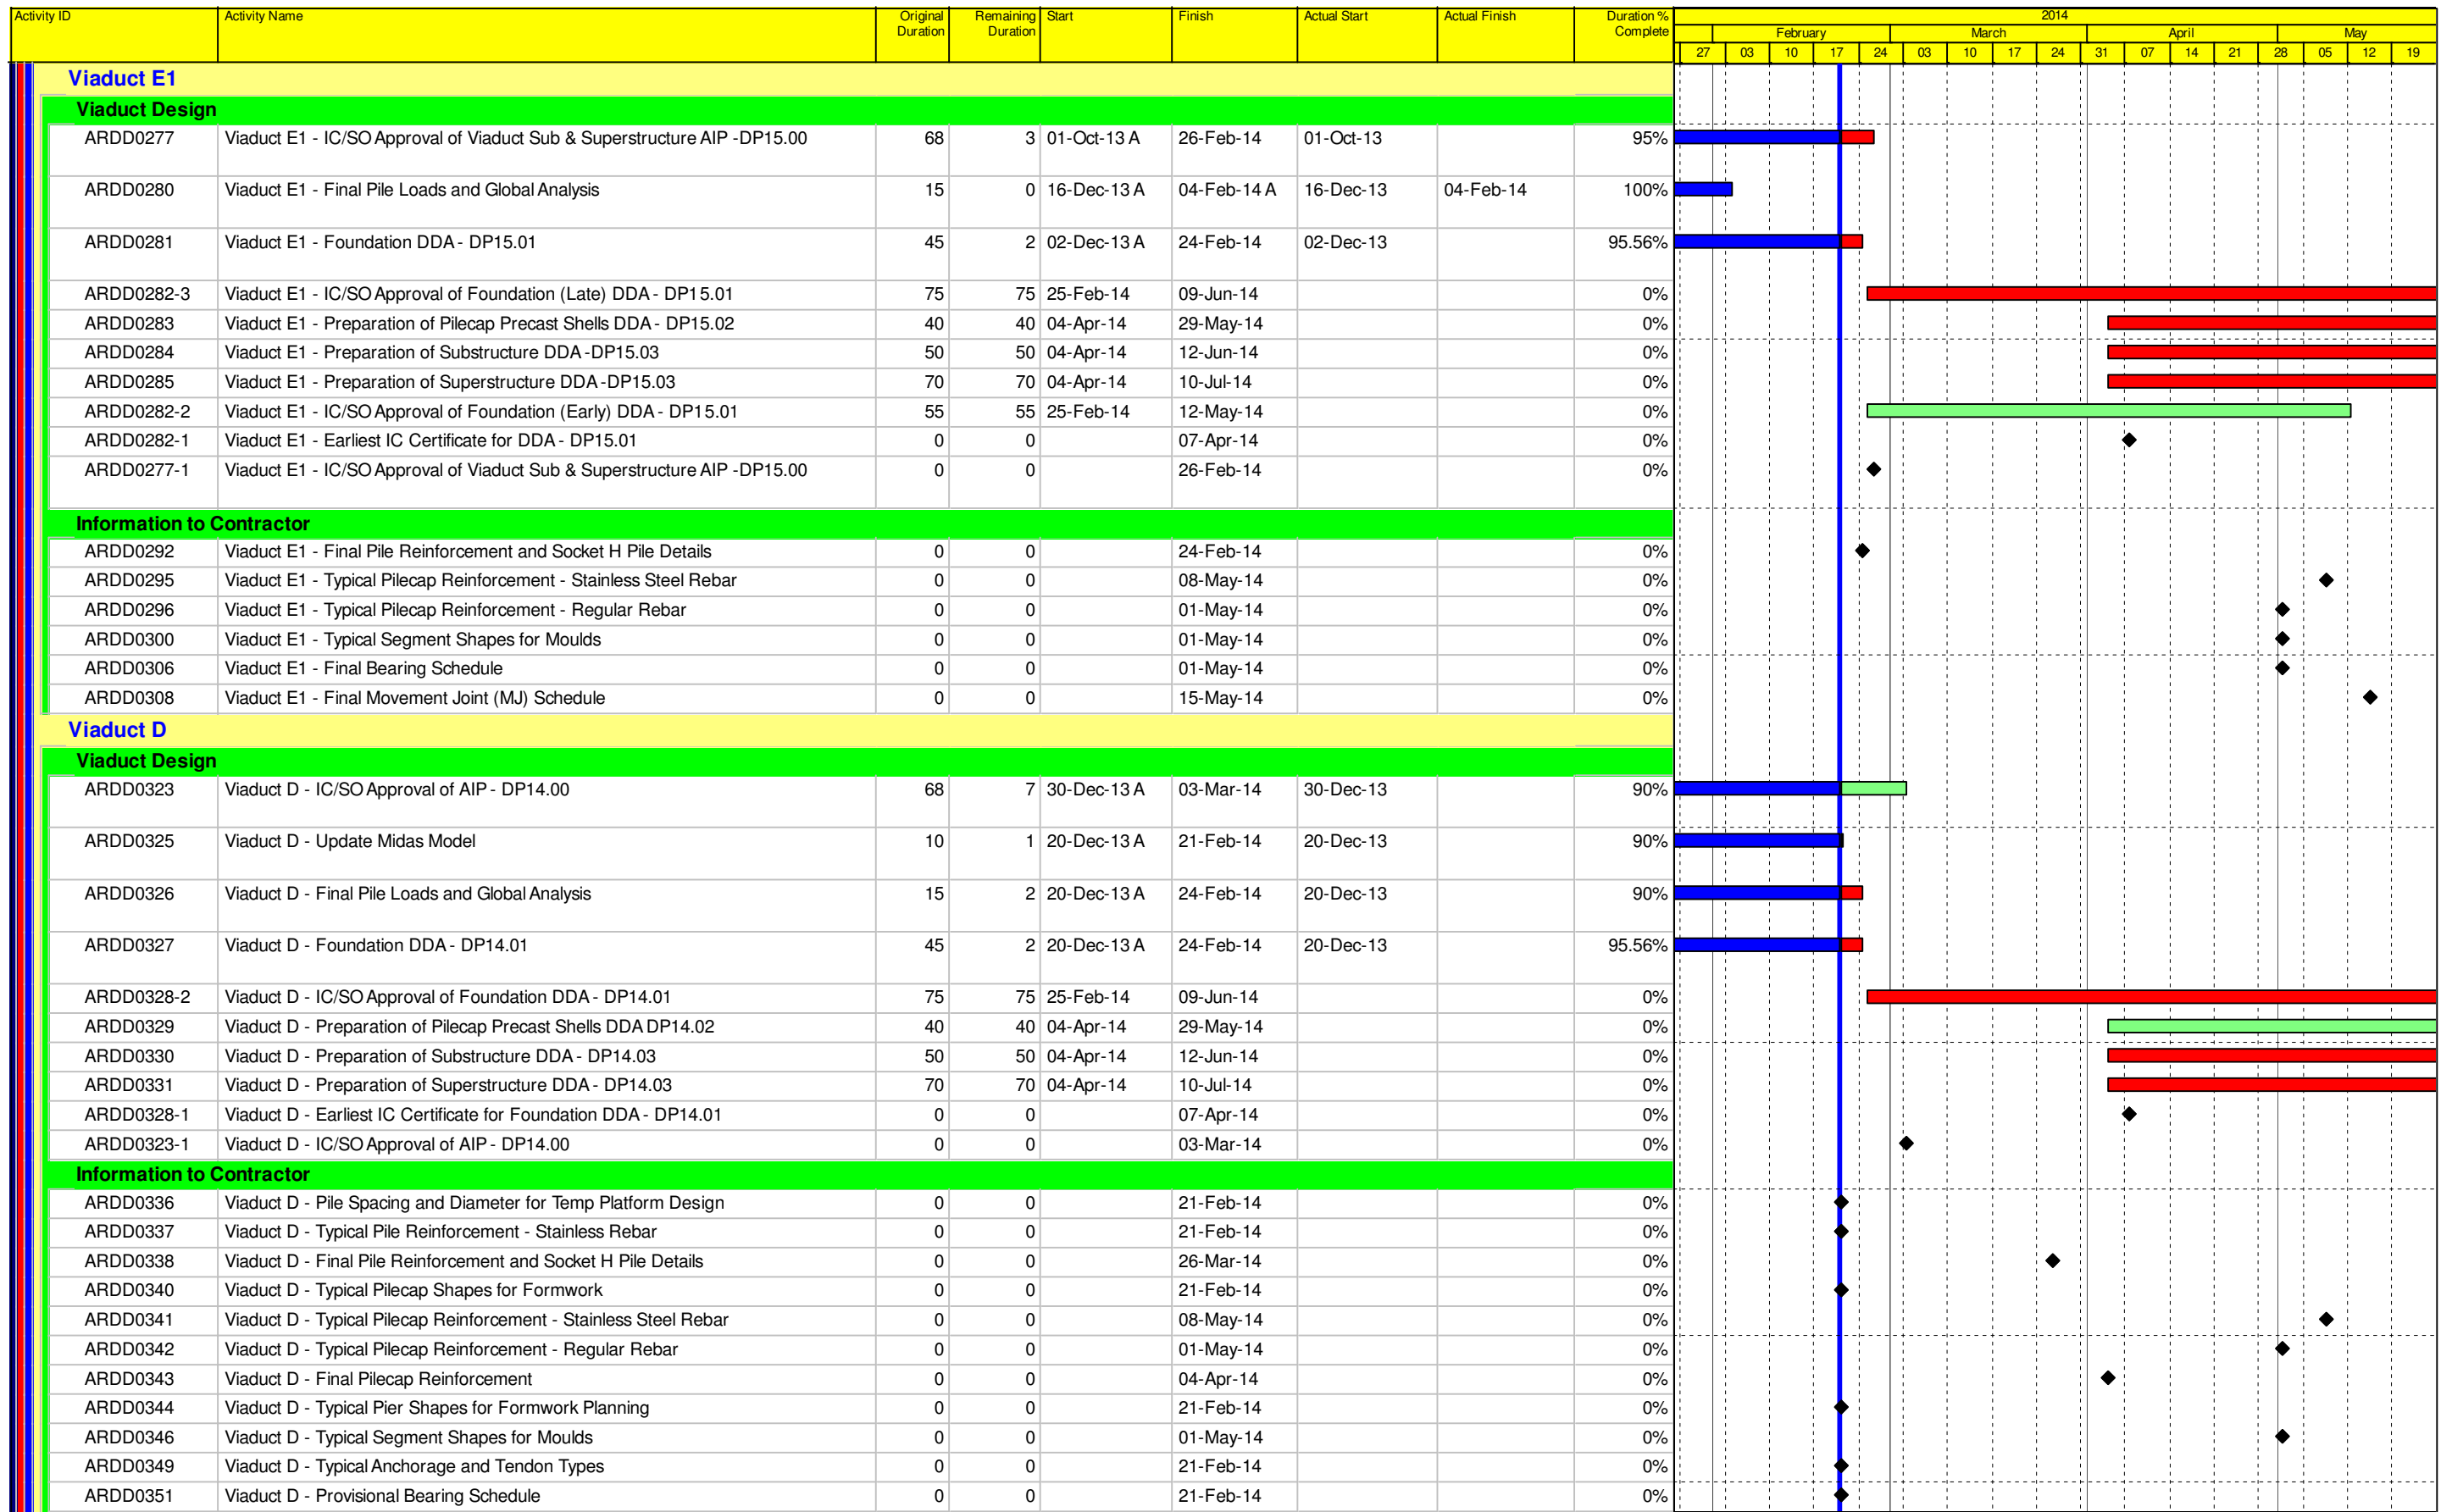 Activity ID Activity Name Original Duration Remaining Duration Start Finish Actual Start Actual Finish Duration % Complete 2014
February March April May
27 03 10 17 24 03 10 17 24 31 07 14 21 28 05 12 19
Viaduct E1
Viaduct Design
ARDD0277 Viaduct E1 - IC/SO Approval of Viaduct Sub & Superstructure AIP -DP15.00 68 3 01-Oct-13 A 26-Feb-14 01-Oct-13 95%
ARDD0280 Viaduct E1 - Final Pile Loads and Global Analysis 15 0 16-Dec-13 A 04-Feb-14 A 16-Dec-13 04-Feb-14 100%
ARDD0281 Viaduct E1 - Foundation DDA - DP15.01 45 2 02-Dec-13 A 24-Feb-14 02-Dec-13 95.56%
ARDD0282-3 Viaduct E1 - IC/SO Approval of Foundation (Late) DDA - DP15.01 75 75 25-Feb-14 09-Jun-14 0%
ARDD0283 Viaduct E1 - Preparation of Pilecap Precast Shells DDA - DP15.02 40 40 04-Apr-14 29-May-14 0%
ARDD0284 Viaduct E1 - Preparation of Substructure DDA -DP15.03 50 50 04-Apr-14 12-Jun-14 0%
ARDD0285 Viaduct E1 - Preparation of Superstructure DDA -DP15.03 70 70 04-Apr-14 10-Jul-14 0%
ARDD0282-2 Viaduct E1 - IC/SO Approval of Foundation (Early) DDA - DP15.01 55 55 25-Feb-14 12-May-14 0%
ARDD0282-1 Viaduct E1 - Earliest IC Certificate for DDA - DP15.01 0 0 07-Apr-14 0%
ARDD0277-1 Viaduct E1 - IC/SO Approval of Viaduct Sub & Superstructure AIP -DP15.00 0 0 26-Feb-14 0%
Information to Contractor
ARDD0292 Viaduct E1 - Final Pile Reinforcement and Socket H Pile Details 0 0 24-Feb-14 0%
ARDD0295 Viaduct E1 - Typical Pilecap Reinforcement - Stainless Steel Rebar 0 0 08-May-14 0%
ARDD0296 Viaduct E1 - Typical Pilecap Reinforcement - Regular Rebar 0 0 01-May-14 0%
ARDD0300 Viaduct E1 - Typical Segment Shapes for Moulds 0 0 01-May-14 0%
ARDD0306 Viaduct E1 - Final Bearing Schedule 0 0 01-May-14 0%
ARDD0308 Viaduct E1 - Final Movement Joint (MJ) Schedule 0 0 15-May-14 0%
Viaduct D
Viaduct Design
ARDD0323 Viaduct D - IC/SO Approval of AIP - DP14.00 68 7 30-Dec-13 A 03-Mar-14 30-Dec-13 90%
ARDD0325 Viaduct D - Update Midas Model 10 1 20-Dec-13 A 21-Feb-14 20-Dec-13 90%
ARDD0326 Viaduct D - Final Pile Loads and Global Analysis 15 2 20-Dec-13 A 24-Feb-14 20-Dec-13 90%
ARDD0327 Viaduct D - Foundation DDA - DP14.01 45 2 20-Dec-13 A 24-Feb-14 20-Dec-13 95.56%
ARDD0328-2 Viaduct D - IC/SO Approval of Foundation DDA - DP14.01 75 75 25-Feb-14 09-Jun-14 0%
ARDD0329 Viaduct D - Preparation of Pilecap Precast Shells DDA DP14.02 40 40 04-Apr-14 29-May-14 0%
ARDD0330 Viaduct D - Preparation of Substructure DDA - DP14.03 50 50 04-Apr-14 12-Jun-14 0%
ARDD0331 Viaduct D - Preparation of Superstructure DDA - DP14.03 70 70 04-Apr-14 10-Jul-14 0%
ARDD0328-1 Viaduct D - Earliest IC Certificate for Foundation DDA - DP14.01 0 0 07-Apr-14 0%
ARDD0323-1 Viaduct D - IC/SO Approval of AIP - DP14.00 0 0 03-Mar-14 0%
Information to Contractor
ARDD0336 Viaduct D - Pile Spacing and Diameter for Temp Platform Design 0 0 21-Feb-14 0%
ARDD0337 Viaduct D - Typical Pile Reinforcement - Stainless Rebar 0 0 21-Feb-14 0%
ARDD0338 Viaduct D - Final Pile Reinforcement and Socket H Pile Details 0 0 26-Mar-14 0%
ARDD0340 Viaduct D - Typical Pilecap Shapes for Formwork 0 0 21-Feb-14 0%
ARDD0341 Viaduct D - Typical Pilecap Reinforcement - Stainless Steel Rebar 0 0 08-May-14 0%
ARDD0342 Viaduct D - Typical Pilecap Reinforcement - Regular Rebar 0 0 01-May-14 0%
ARDD0343 Viaduct D - Final Pilecap Reinforcement 0 0 04-Apr-14 0%
ARDD0344 Viaduct D - Typical Pier Shapes for Formwork Planning 0 0 21-Feb-14 0%
ARDD0346 Viaduct D - Typical Segment Shapes for Moulds 0 0 01-May-14 0%
ARDD0349 Viaduct D - Typical Anchorage and Tendon Types 0 0 21-Feb-14 0%
ARDD0351 Viaduct D - Provisional Bearing Schedule 0 0 21-Feb-14 0%